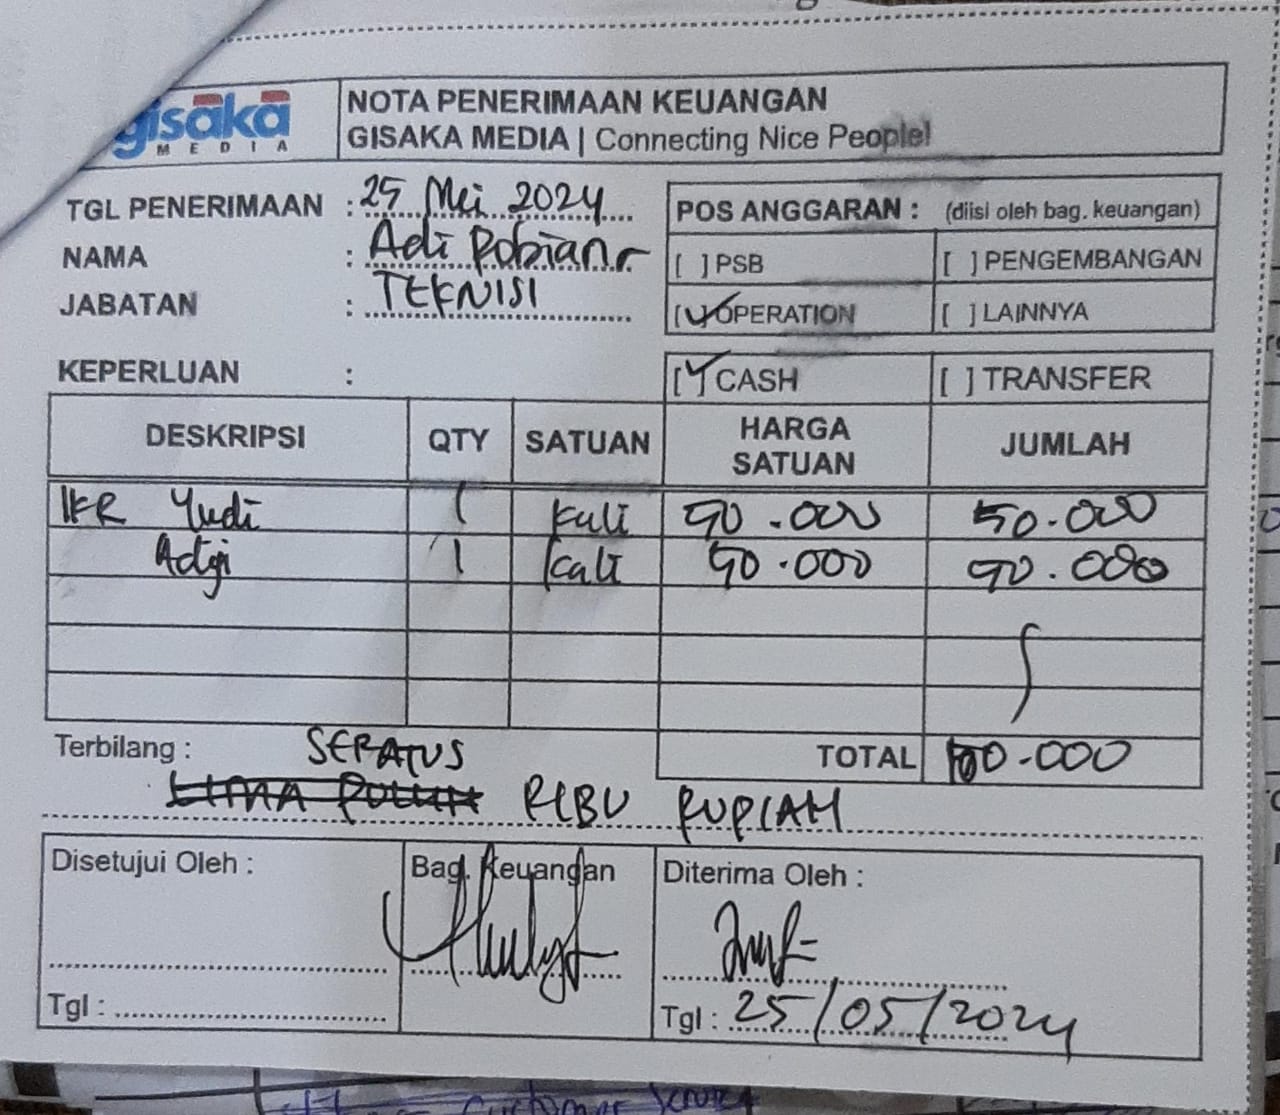 gisaka
MEDIA
NOTA PENERIMAAN KEUANGAN
GISAKA MEDIA | Connecting Nice People!
TGL PENERIMAAN : 25 Mei 2024
NAMA : Adi
JABATAN : TEKNISI
POS ANGGARAN : (diisi oleh bag. keuangan)
[ ] PSB [ ] PENGEMBANGAN
[✓] OPERATION [ ] LAINNYA
KEPERLUAN :
[✓] CASH [ ] TRANSFER
DESKRIPSI QTY SATUAN HARGA SATUAN JUMLAH
IKR Yudi 1 kali 50.000 50.000
Adgi 1 kali 50.000 50.000
Terbilang : SERATUS
TOTAL 100.000
LIMA PULUH RIBU RUPIAH
Disetujui Oleh : Bag. Keuangan Diterima Oleh :
Tgl : Tgl : 25/05/2024
Customer